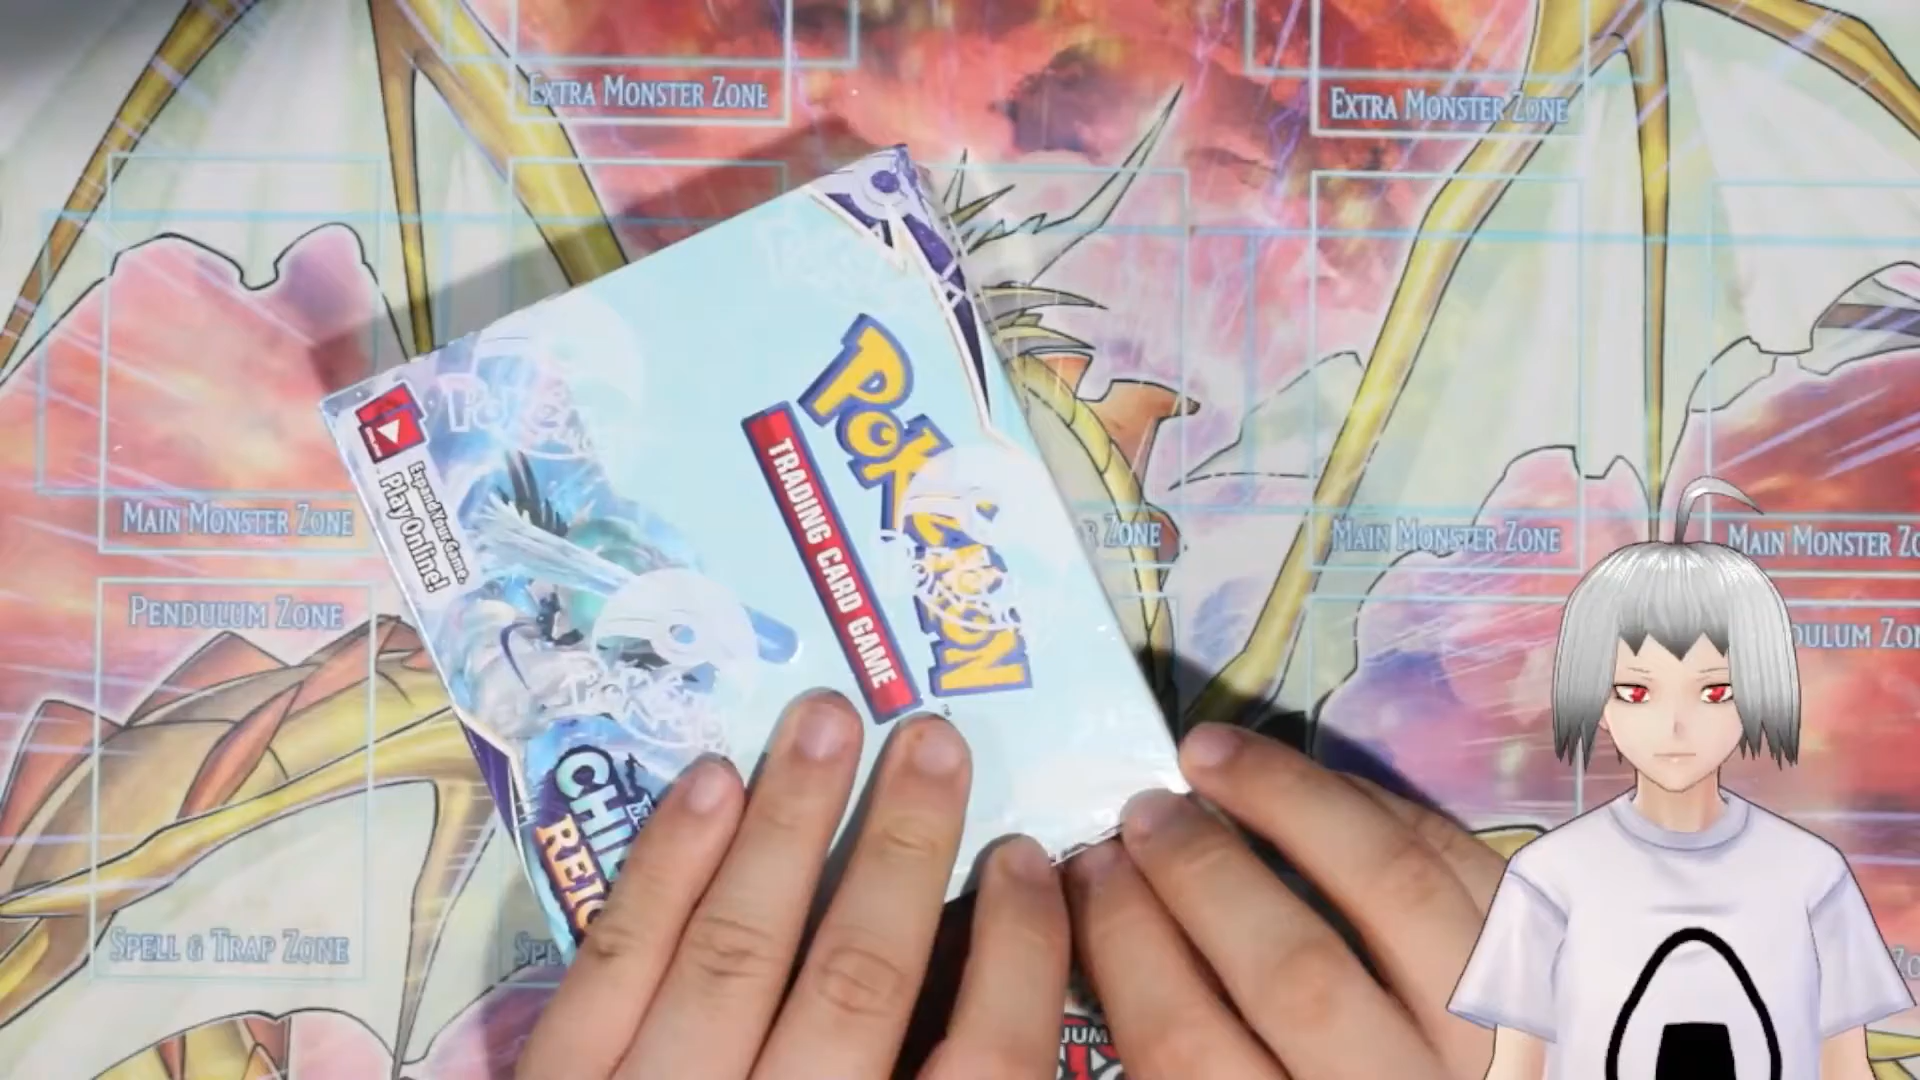 EXTRA MONSTER ZONE
EXTRA MONSTER ZONE
POKÉMON
TRADING CARD GAME
Expand Your Game.
Play Online!
MAIN MONSTER ZONE
ZONE
MAIN MONSTER ZONE
MAIN MONSTER
PENDULUM ZONE
SPELL & TRAP ZONE